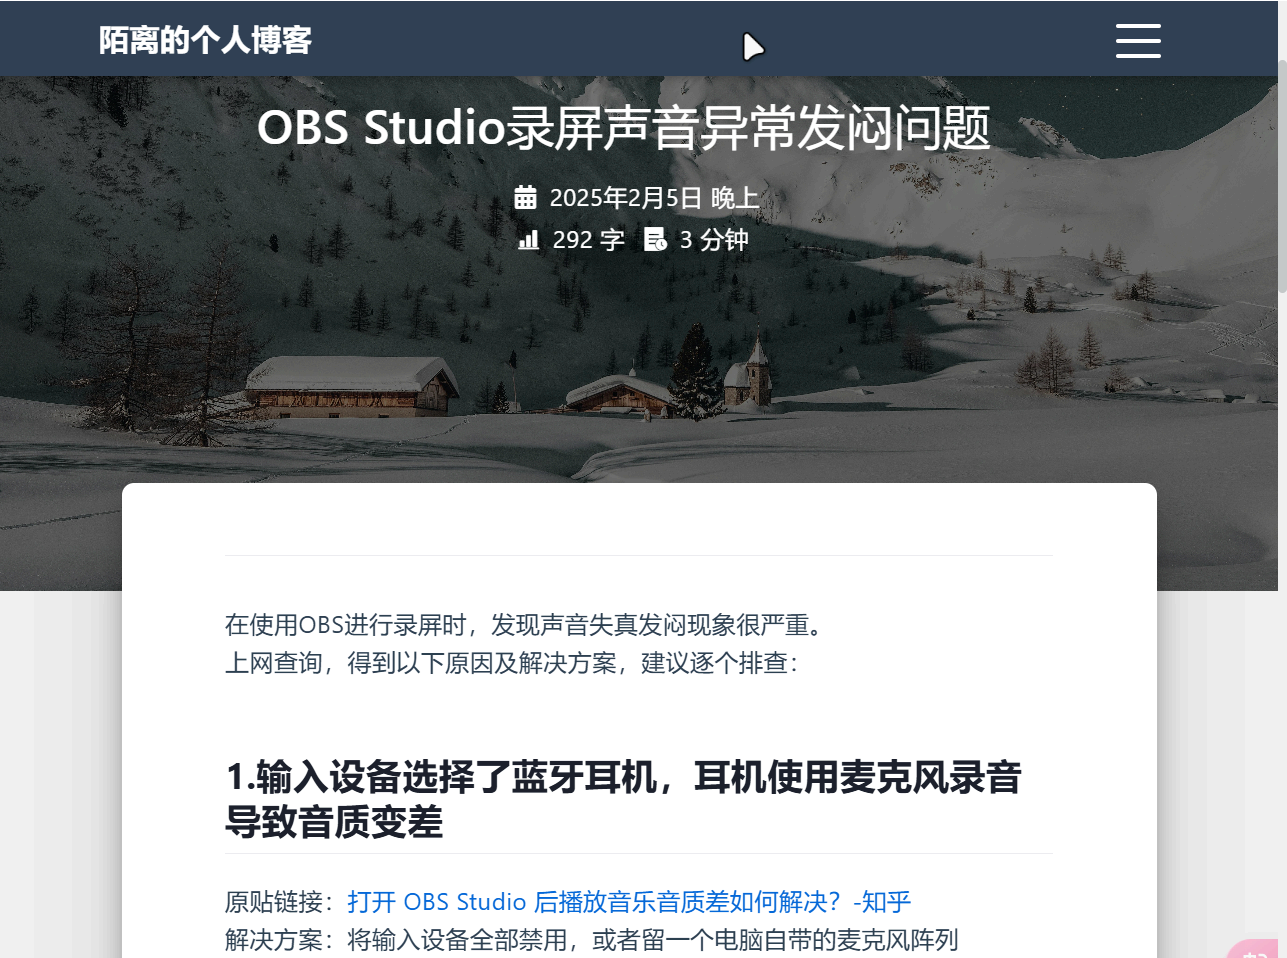 陌离的个人博客
OBS Studio录屏声音异常发闷问题
2025年2月5日 晚上
292 字 3 分钟
在使用OBS进行录屏时，发现声音失真发闷现象很严重。
上网查询，得到以下原因及解决方案，建议逐个排查：
1.输入设备选择了蓝牙耳机，耳机使用麦克风录音
导致音质变差
原贴链接：打开 OBS Studio 后播放音乐音质差如何解决？-知乎
解决方案：将输入设备全部禁用，或者留一个电脑自带的麦克风阵列